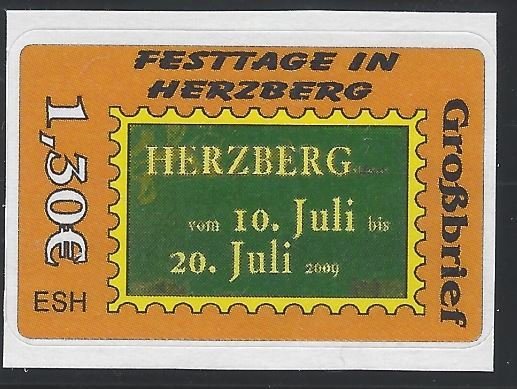 FESTTAGE IN
HERZBERG
1,30€
Großbrief
HERZBERG
vom 10. Juli bis
20. Juli 2009
ESH